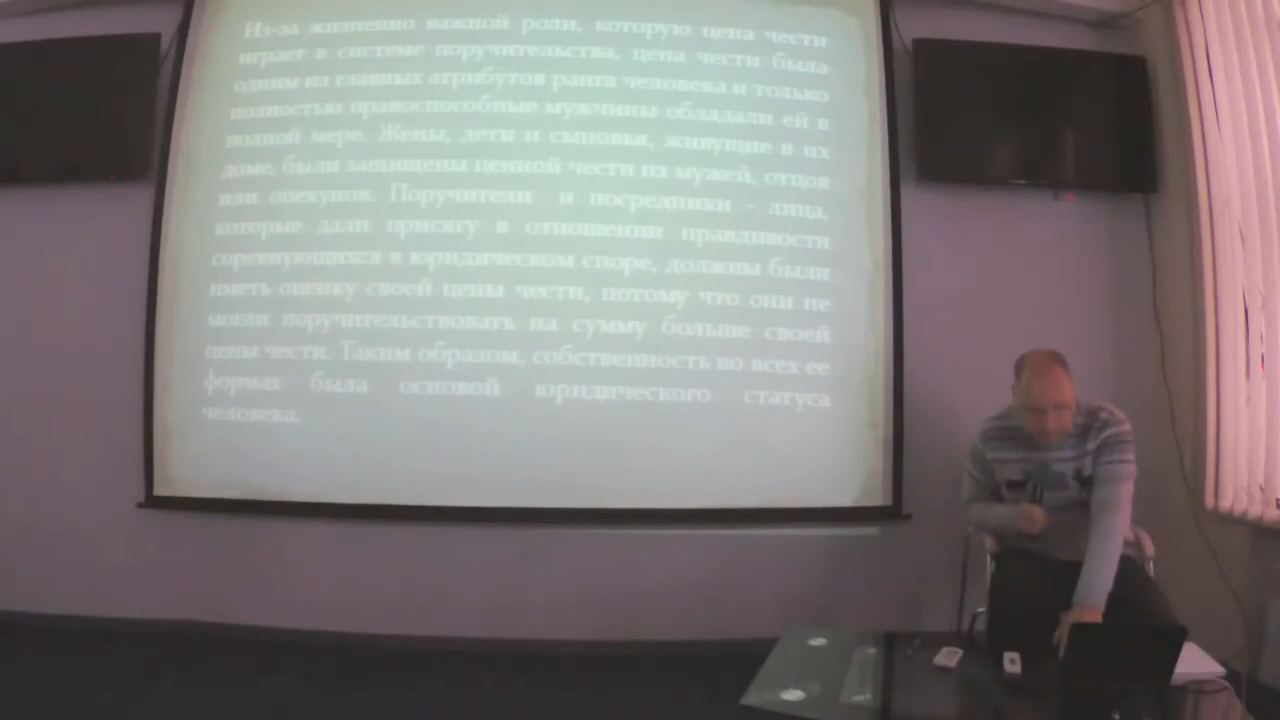 Из-за жизненно важной роли, которую цена чести
играет в системе поручительства, цена чести была
одним из главных атрибутов ранга человека и только
полностью правоспособные мужчины обладали ей в
полной мере. Жены, дети и сыновья, живущие в их
доме, были защищены ценной чести их мужей, отцов
или опекунов. Поручители и посредники - лица,
которые дали присягу в отношении правдивости
соревнующихся в юридическом споре, должны были
иметь оценку своей цены чести, потому что они не
могли поручительствовать на сумму больше своей
цены чести. Таким образом, собственность во всех ее
формах была основой юридического статуса
человека.